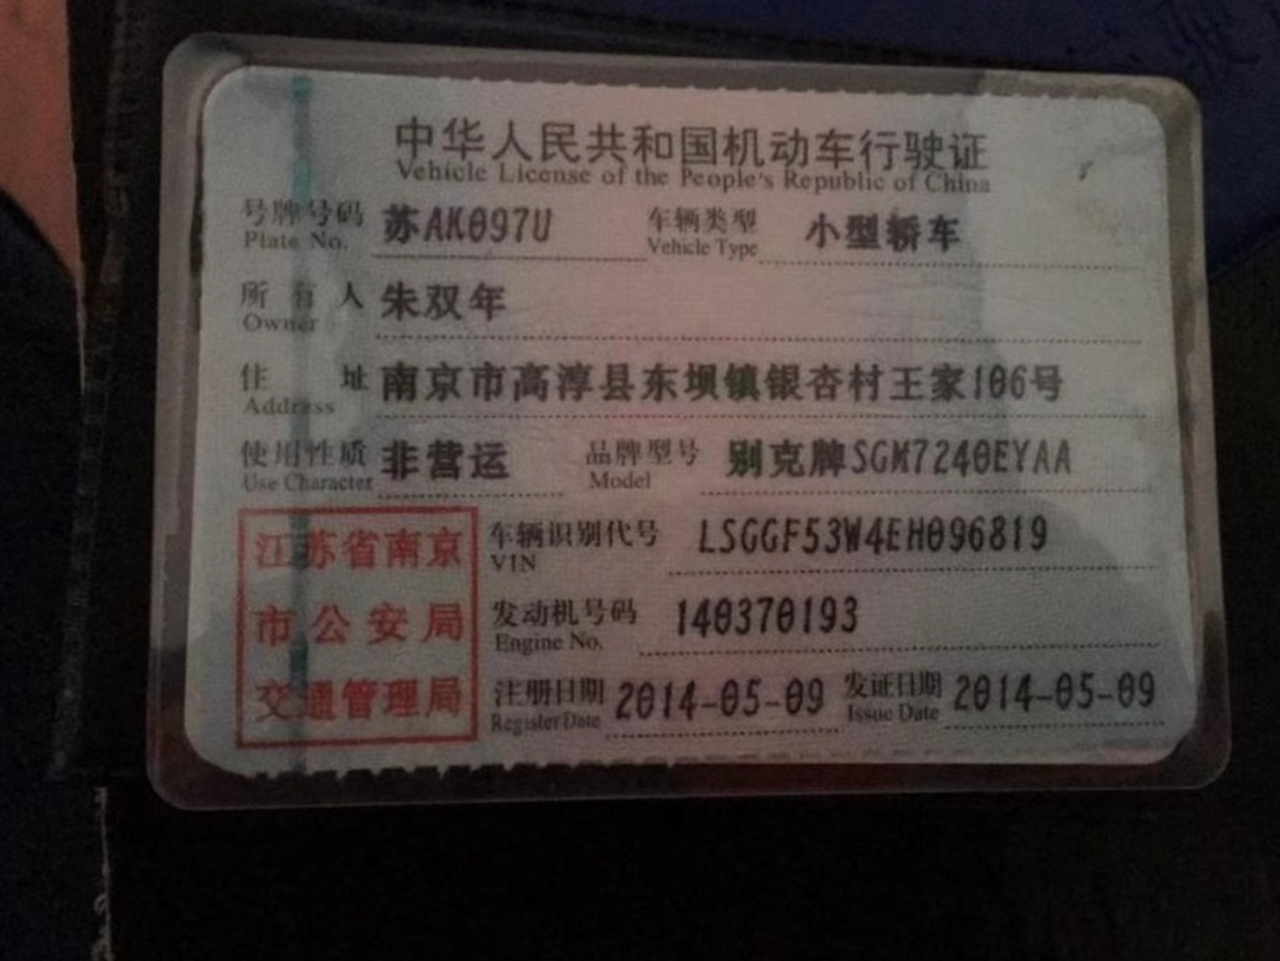 中华人民共和国机动车行驶证
Vehicle License of the People's Republic of China
号牌号码 苏AK097U 车辆类型 小型轿车
Plate No. Vehicle Type
所有人 朱双年
Owner
住址 南京市高淳县东坝镇银杏村王家106号
Address
使用性质 非营运 品牌型号 别克牌SGM7240EYAA
Use Character Model
江苏省南京
市公安局
交通管理局
车辆识别代号 LSGGF53W4EH096819
VIN
发动机号码 140370193
Engine No.
注册日期 2014-05-09 发证日期 2014-05-09
Register Date Issue Date